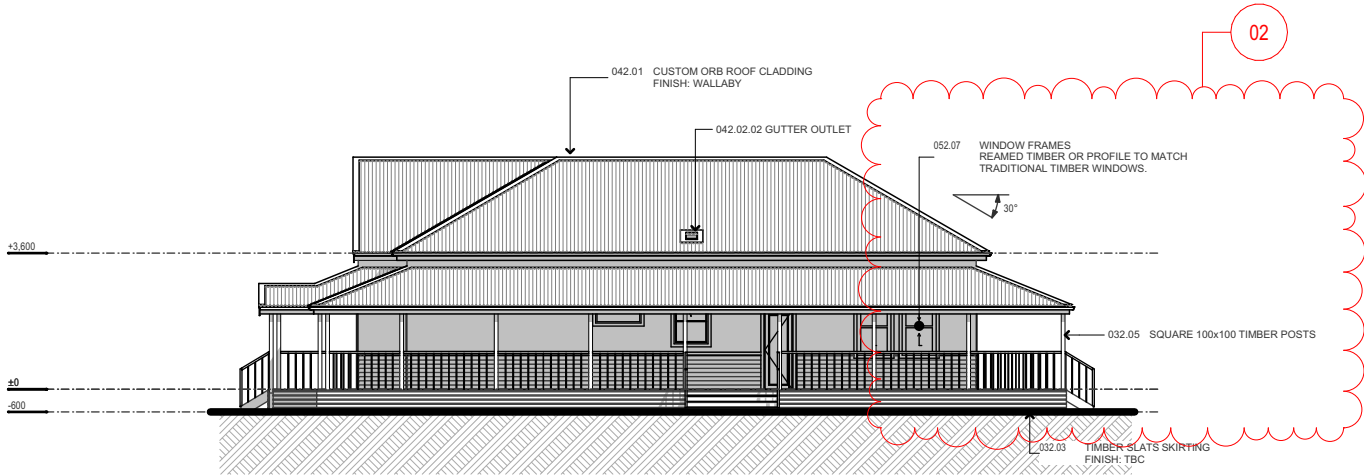 02
042.01 CUSTOM ORB ROOF CLADDING
FINISH: WALLABY
042.02.02 GUTTER OUTLET
052.07 WINDOW FRAMES
REAMED TIMBER OR PROFILE TO MATCH
TRADITIONAL TIMBER WINDOWS.
30°
+3,600
032.05 SQUARE 100x100 TIMBER POSTS
±0
-600
032.03 TIMBER SLATS SKIRTING
FINISH: TBC